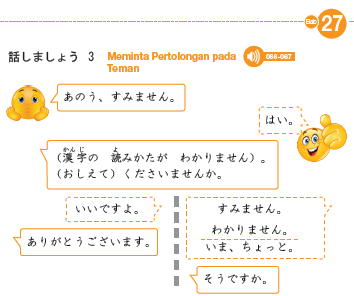 Bab 27
話しましょう 3 Meminta Pertolongan pada
Teman
066-067
あのう、すみません。
はい。
かんじ よ
(漢字の 読みかたが わかりません)。
(おしえて) くださいませんか。
いいですよ。
ありがとうございます。
すみません。
わかりません。
いま、ちょっと。
そうですか。